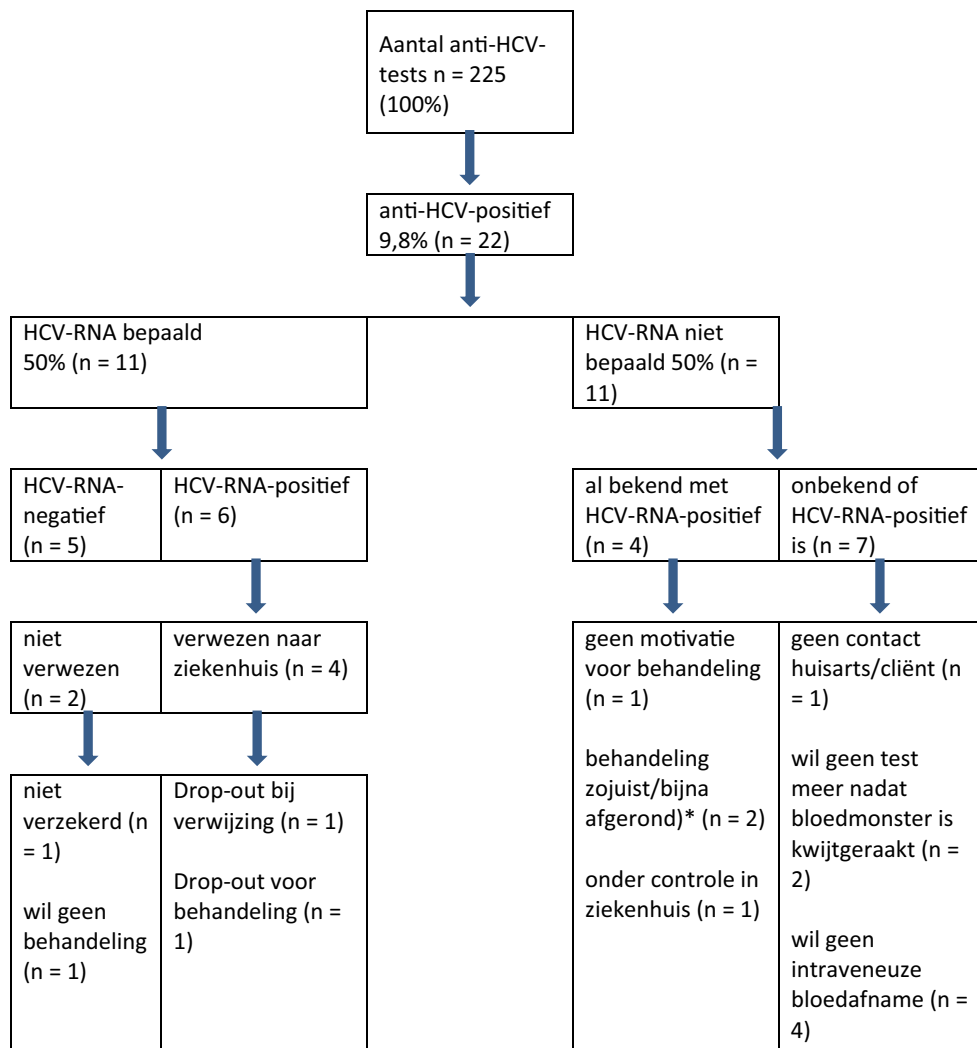 Aantal anti-HCV-
tests n = 225
(100%)
anti-HCV-positief
9,8% (n = 22)
HCV-RNA bepaald
50% (n = 11)
HCV-RNA niet
bepaald 50% (n =
11)
HCV-RNA-
negatief
(n = 5)
HCV-RNA-positief
(n = 6)
al bekend met
HCV-RNA-positief
(n = 4)
onbekend of
HCV-RNA-positief
is (n = 7)
niet
verwezen
(n = 2)
verwezen naar
ziekenhuis (n = 4)
geen motivatie
voor behandeling
(n = 1)
behandeling
zojuist/bijna
afgerond)* (n = 2)
onder controle in
ziekenhuis (n = 1)
geen contact
huisarts/cliënt (n
= 1)
wil geen test
meer nadat
bloedmonster is
kwijtgeraakt (n =
2)
wil geen
intraveneuze
bloedafname (n =
4)
niet
verzekerd (n
= 1)
wil geen
behandeling
(n = 1)
Drop-out bij
verwijzing (n = 1)
Drop-out voor
behandeling (n =
1)